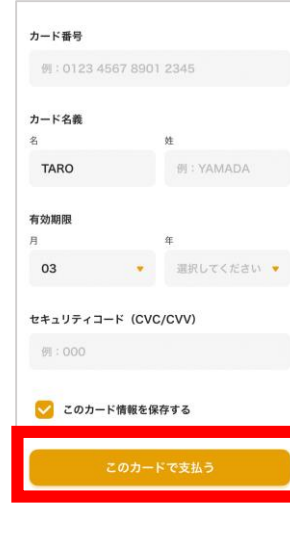 カード番号
例：0123 4567 8901 2345
カード名義
名 姓
TARO 例：YAMADA
有効期限
月 年
03 選択してください
セキュリティコード（CVC/CVV）
例：000
このカード情報を保存する
このカードで支払う